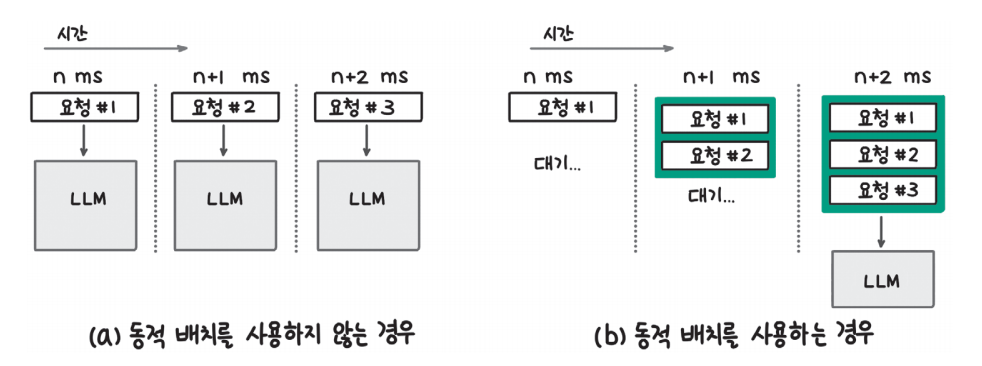 시간
n ms
n+1 ms
n+2 ms
요청 #1
요청 #2
요청 #3
LLM
LLM
LLM
(a) 동적 배치를 사용하지 않는 경우
시간
n ms
n+1 ms
n+2 ms
요청 #1
대기...
요청 #1
요청 #2
대기...
요청 #1
요청 #2
요청 #3
LLM
(b) 동적 배치를 사용하는 경우